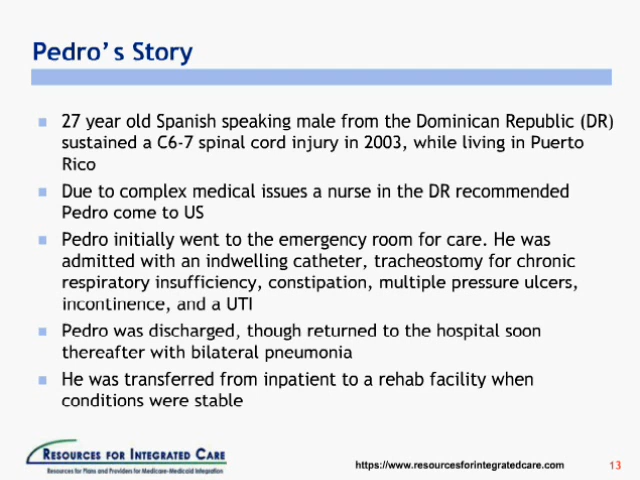 Pedro's Story
27 year old Spanish speaking male from the Dominican Republic (DR)
sustained a C6-7 spinal cord injury in 2003, while living in Puerto
Rico
Due to complex medical issues a nurse in the DR recommended
Pedro come to US
Pedro initially went to the emergency room for care. He was
admitted with an indwelling catheter, tracheostomy for chronic
respiratory insufficiency, constipation, multiple pressure ulcers,
incontinence, and a UTI
Pedro was discharged, though returned to the hospital soon
thereafter with bilateral pneumonia
He was transferred from inpatient to a rehab facility when
conditions were stable
RESOURCES FOR INTEGRATED CARE
Resources for Plans and Providers for Medicare-Medicaid Integration
https://www.resourcesforintegratedcare.com
13